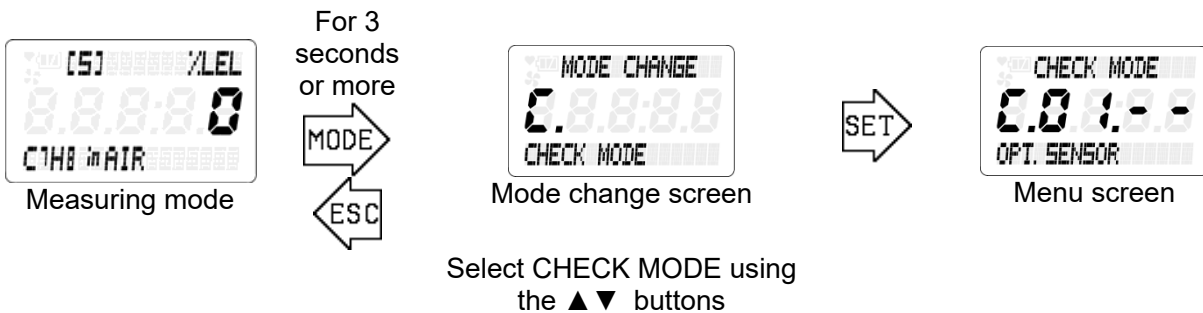 For 3
seconds
or more
[S] %LEL
0
C7H8 in AIR
Measuring mode
MODE
ESC
MODE CHANGE
C.
CHECK MODE
Mode change screen
Select CHECK MODE using
the ▲▼ buttons
SET
CHECK MODE
C.01.- -
OPT. SENSOR
Menu screen